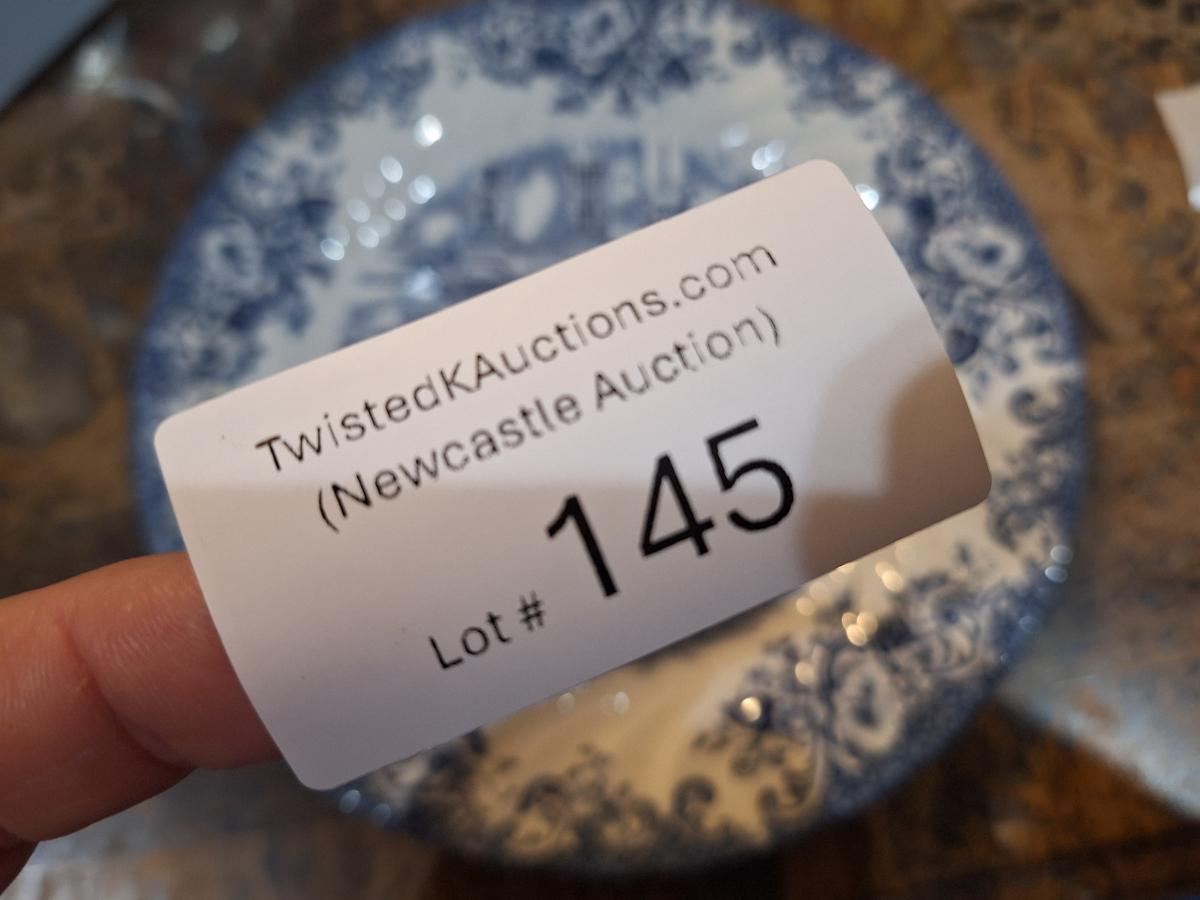 TwistedKAuctions.com
(Newcastle Auction)
Lot # 145